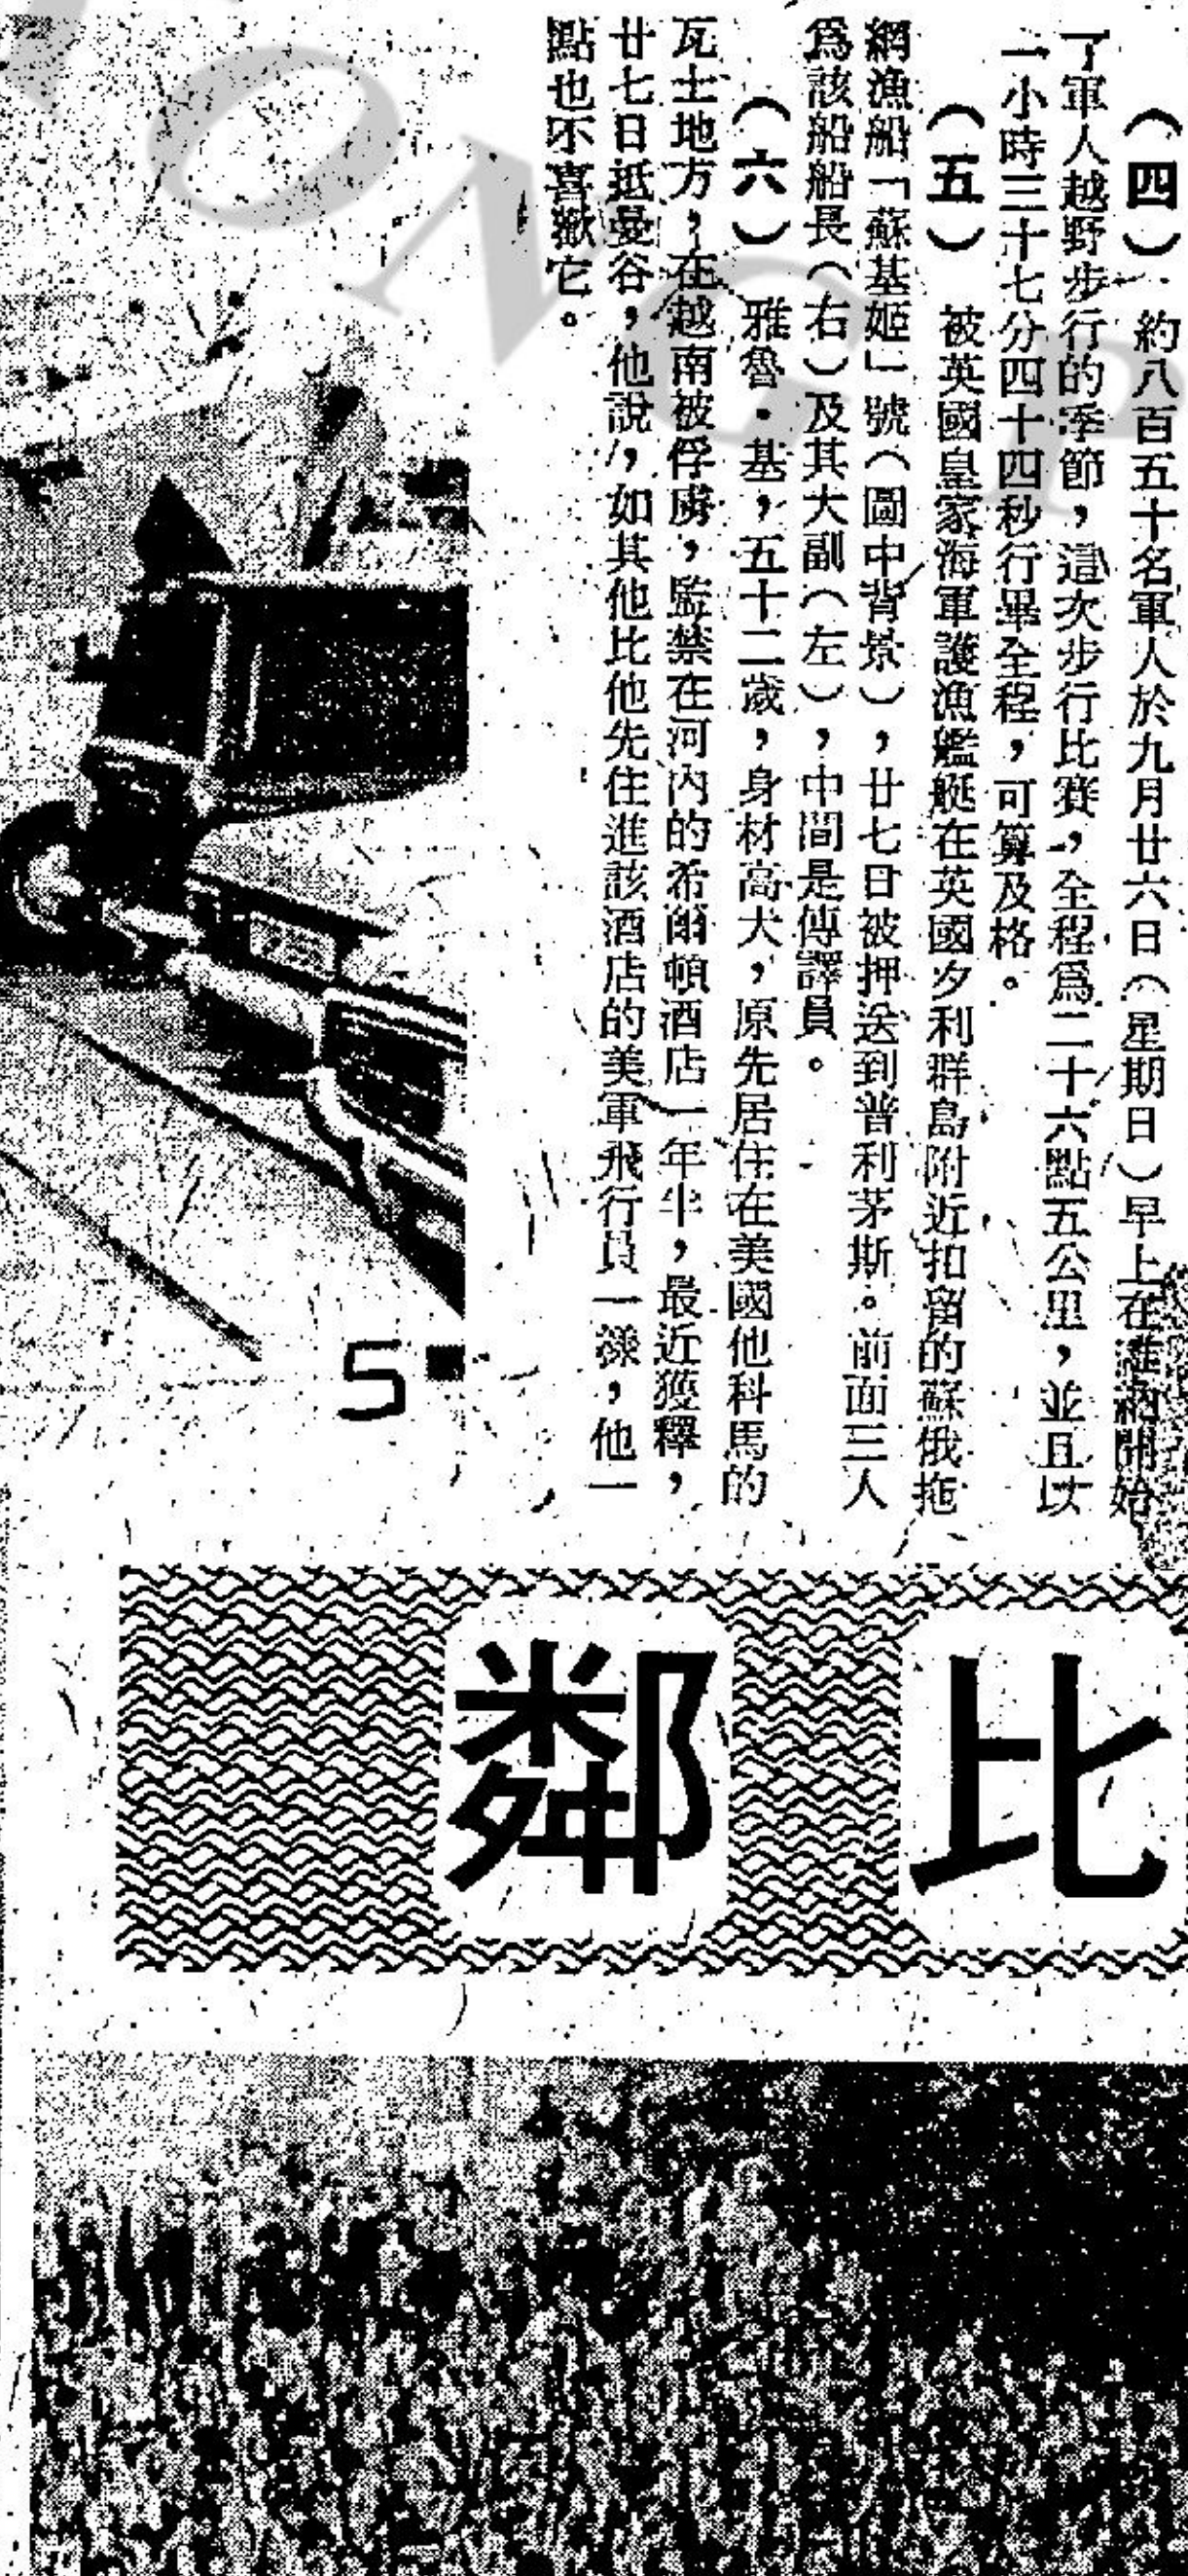 （四） 約八百五十名軍人於九月廿六日（星期日）早上在開始
了軍人越野步行的季節，這次步行比賽，全程爲二十六點五公里，並且以
一小時三十七分四十四秒行畢全程，可算及格。
（五） 被英國皇家海軍護漁艦艇在英國夕利群島附近扣留的蘇俄拖
網漁船「蘇基姬」號（圖中背景），廿七日被押送到普利茅斯。前面三人
爲該船船長（右）及其大副（左），中間是傳譯員。
（六） 雅魯·基，五十二歲，身材高大，原先居住在美國他科馬的
瓦士地方，在越南被俘虜，監禁在河內的希爾頓酒店一年半，最近獲釋，
廿七日抵曼谷，他說，如其他比他先住進該酒店的美軍飛行員一樣，他一
點也不喜歡它。
5
比鄰
ONG P